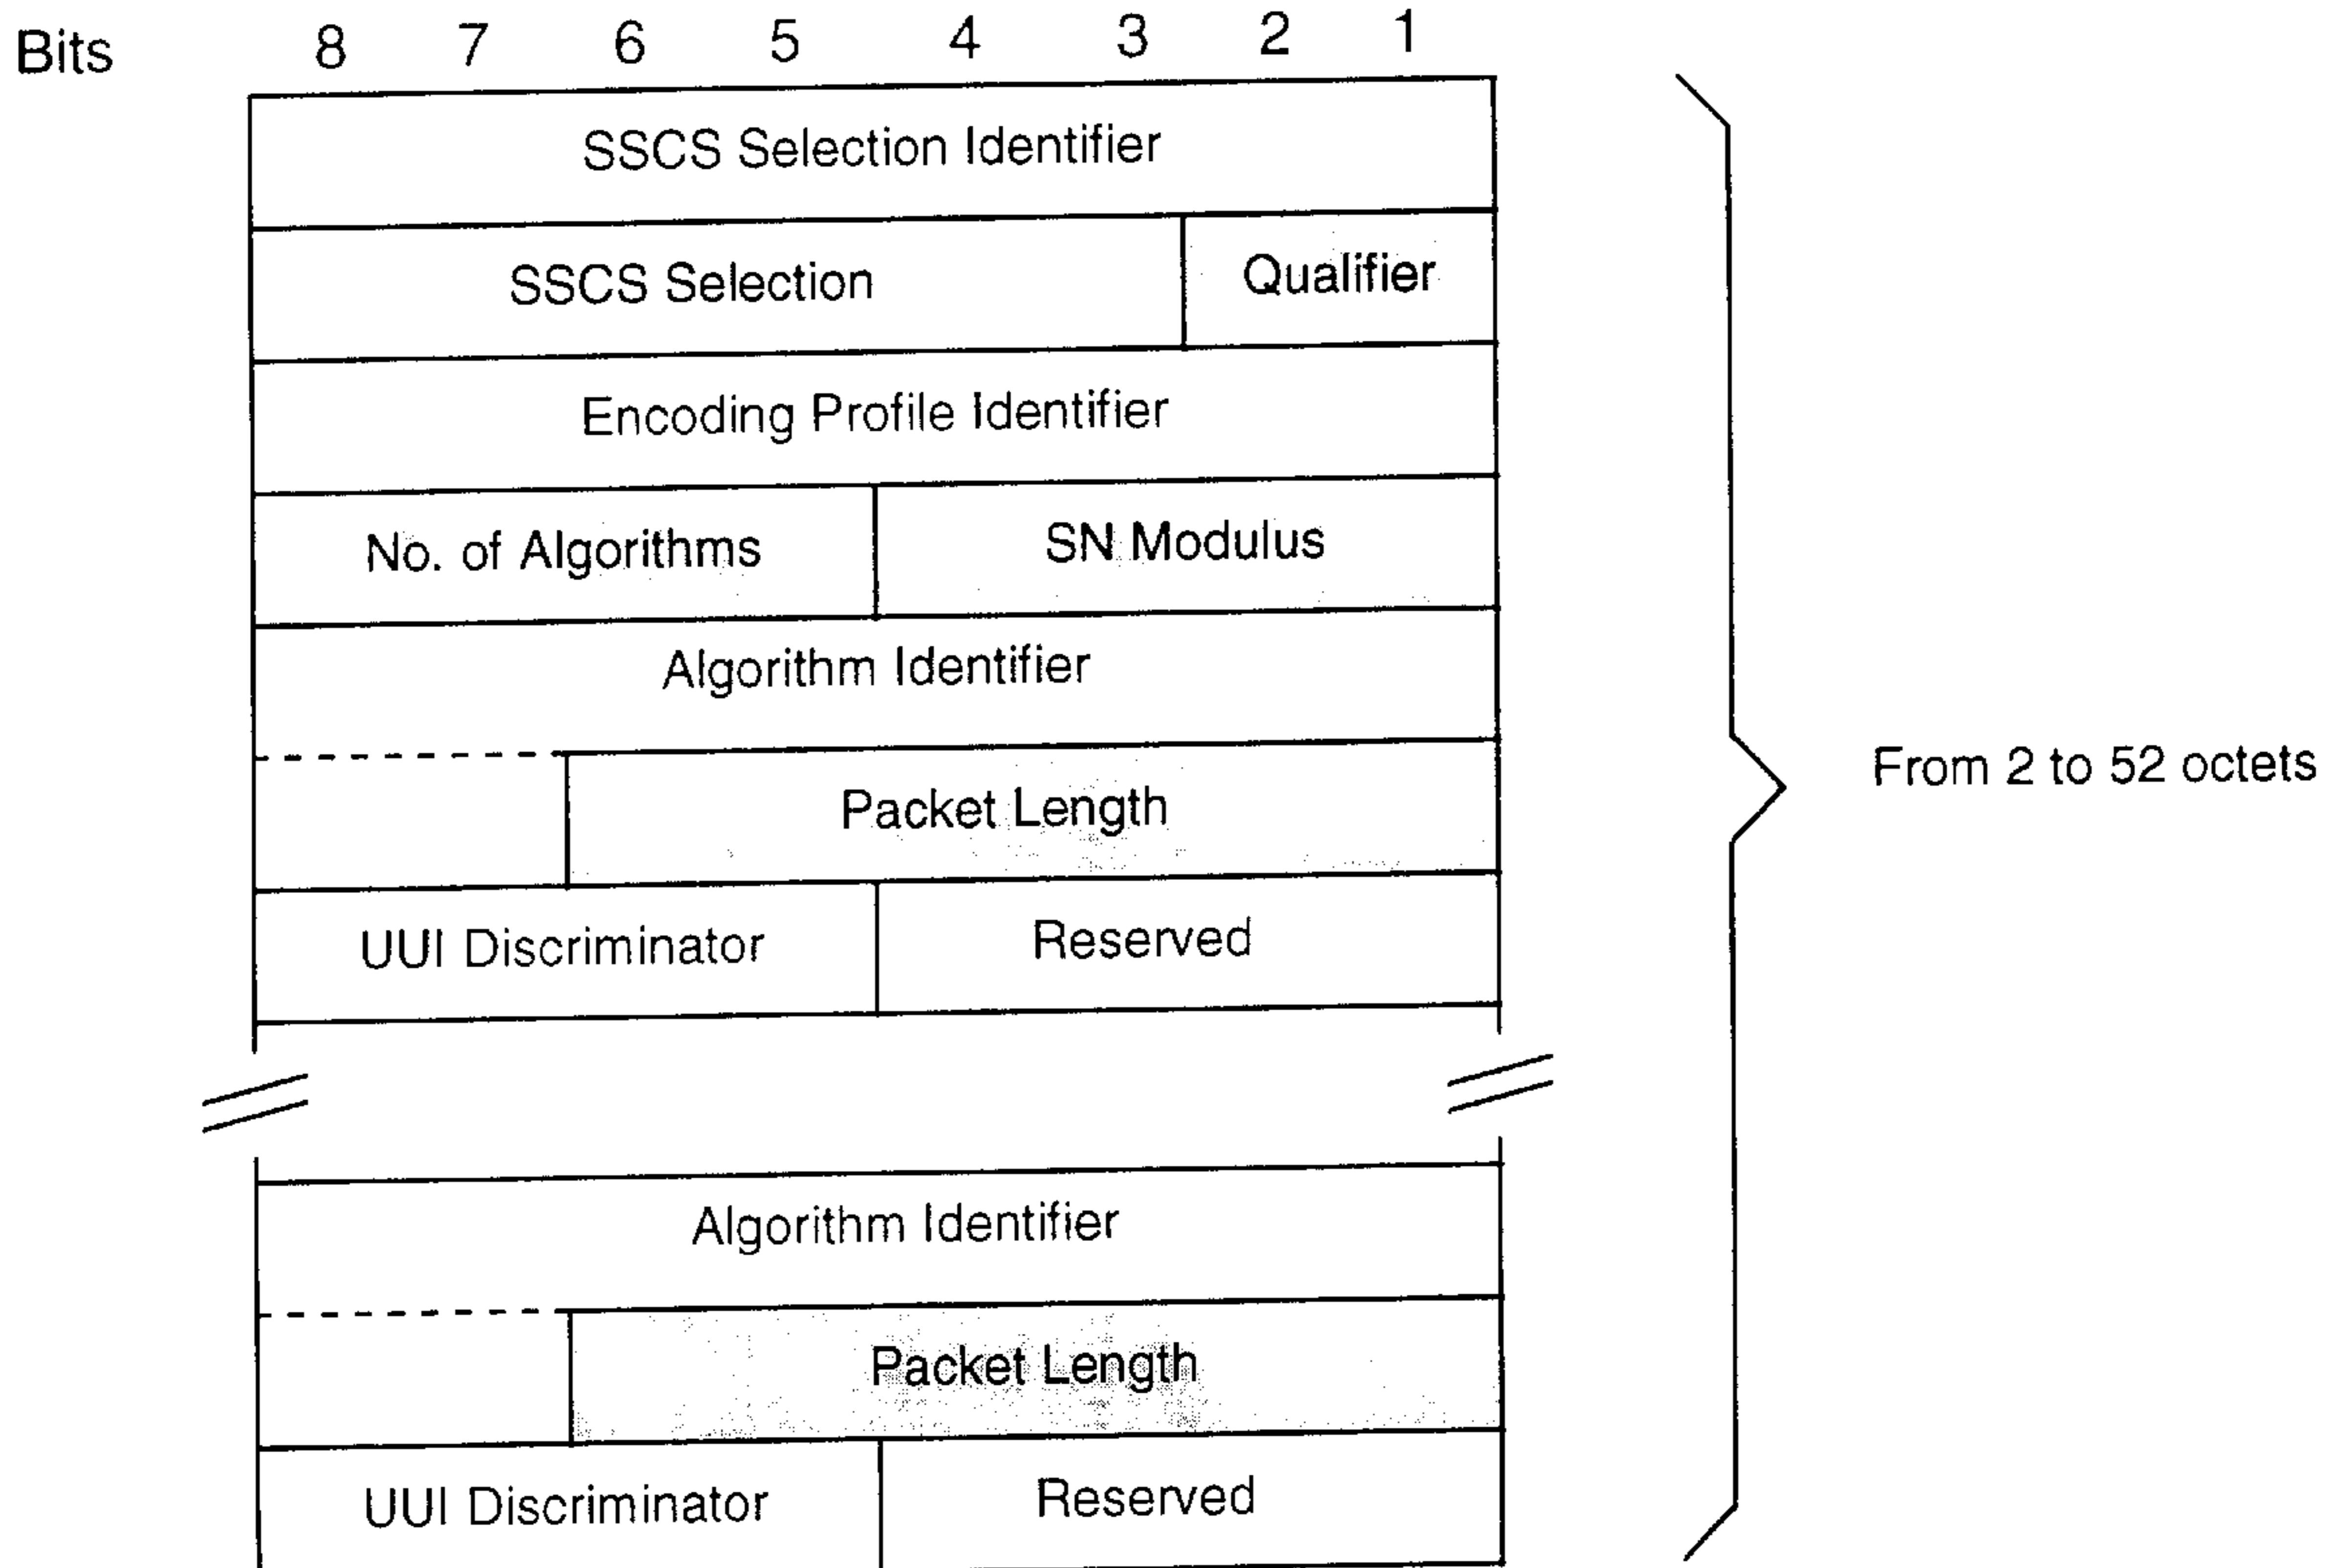 Bits 8 7 6 5 4 3 2 1
SSCS Selection Identifier
SSCS Selection Qualifier
Encoding Profile Identifier
No. of Algorithms SN Modulus
Algorithm Identifier
Packet Length
From 2 to 52 octets
UUI Discriminator Reserved
Algorithm Identifier
Packet Length
UUI Discriminator Reserved